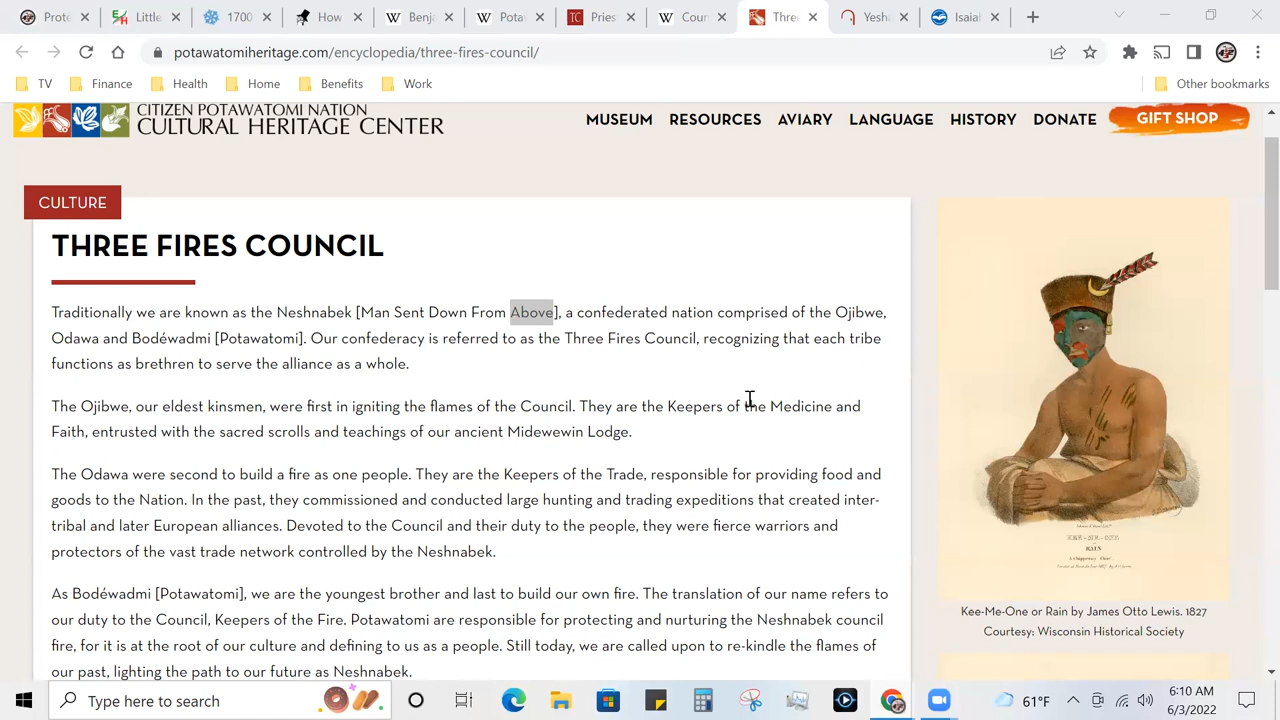 Prote
Little
1700
How
Benja
Potaw
Pries
Coun
Three
Yesha
Isaiah
potawatomiheritage.com/encyclopedia/three-fires-council/
TV
Finance
Health
Home
Benefits
Work
Other bookmarks
CITIZEN POTAWATOMI NATION
CULTURAL HERITAGE CENTER
MUSEUM RESOURCES AVIARY LANGUAGE HISTORY DONATE GIFT SHOP
CULTURE
THREE FIRES COUNCIL
Traditionally we are known as the Neshnabek [Man Sent Down From Above], a confederated nation comprised of the Ojibwe,
Odawa and Bodéwadmi [Potawatomi]. Our confederacy is referred to as the Three Fires Council, recognizing that each tribe
functions as brethren to serve the alliance as a whole.
The Ojibwe, our eldest kinsmen, were first in igniting the flames of the Council. They are the Keepers of the Medicine and
Faith, entrusted with the sacred scrolls and teachings of our ancient Midewewin Lodge.
The Odawa were second to build a fire as one people. They are the Keepers of the Trade, responsible for providing food and
goods to the Nation. In the past, they commissioned and conducted large hunting and trading expeditions that created inter-
tribal and later European alliances. Devoted to the Council and their duty to the people, they were fierce warriors and
protectors of the vast trade network controlled by the Neshnabek.
As Bodéwadmi [Potawatomi], we are the youngest brother and last to build our own fire. The translation of our name refers to
our duty to the Council, Keepers of the Fire. Potawatomi are responsible for protecting and nurturing the Neshnabek council
fire, for it is at the root of our culture and defining to us as a people. Still today, we are called upon to re-kindle the flames of
our past, lighting the path to our future as Neshnabek.
RAIN
Kee-Me-One or Rain by James Otto Lewis. 1827
Courtesy: Wisconsin Historical Society
Type here to search
61°F
6:10 AM
6/3/2022